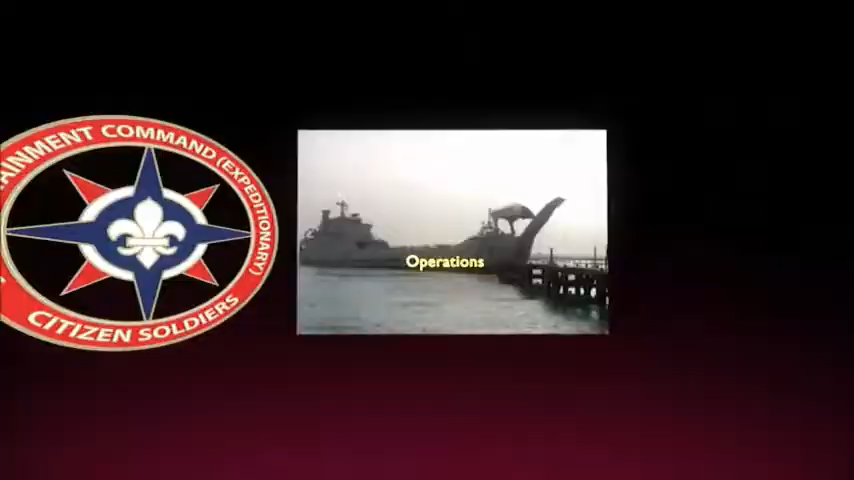 AINMENT COMMAND (EXPEDITIONARY)
CITIZEN SOLDIERS
Operations